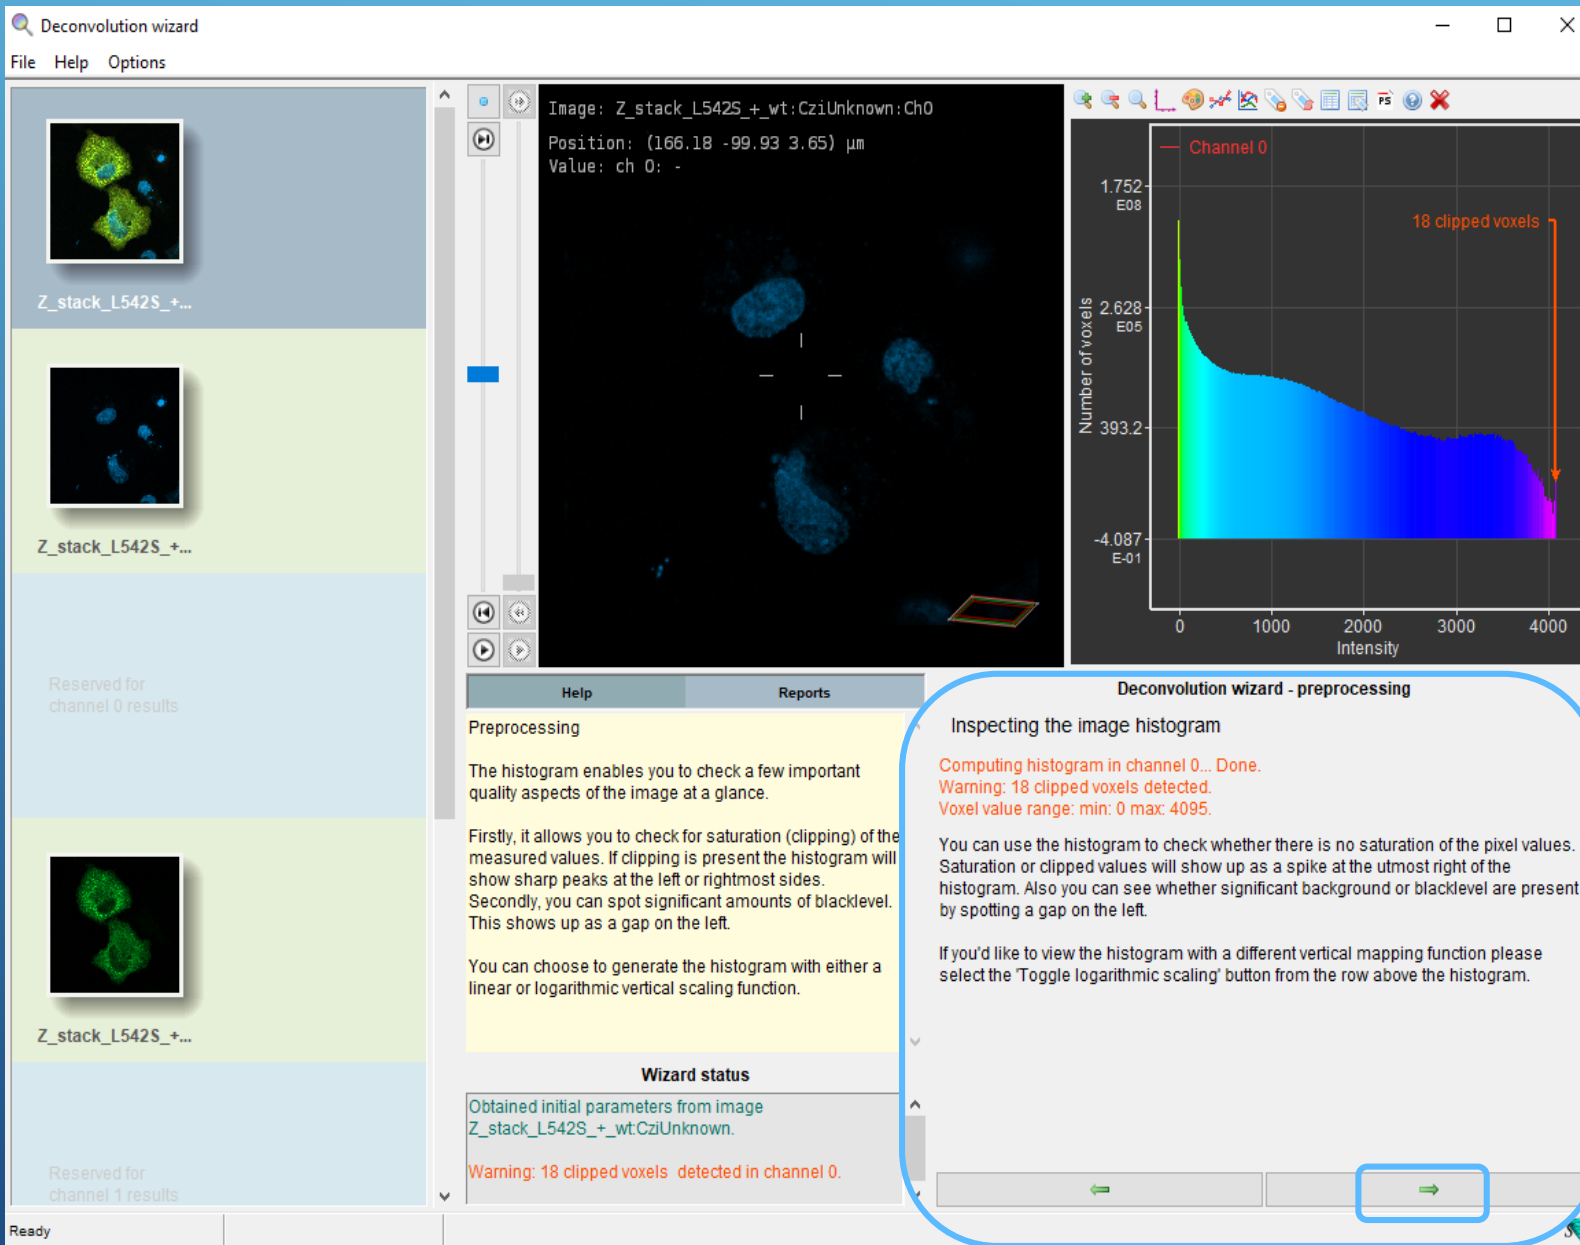 Deconvolution wizard
File Help Options
Z_stack_L542S_+...
Z_stack_L542S_+...
Reserved for
channel 0 results
Z_stack_L542S_+...
Reserved for
channel 1 results
Image: Z_stack_L542S_+_wt:CziUnknown:Ch0
Position: (166.18 -99.93 3.65) µm
Value: ch 0: -
PS
Channel 0
18 clipped voxels
1.752
E08
2.628
E05
393.2
-4.087
E-01
Number of voxels
0 1000 2000 3000 4000
Intensity
Help Reports
Preprocessing
The histogram enables you to check a few important
quality aspects of the image at a glance.
Firstly, it allows you to check for saturation (clipping) of the
measured values. If clipping is present the histogram will
show sharp peaks at the left or rightmost sides.
Secondly, you can spot significant amounts of blacklevel.
This shows up as a gap on the left.
You can choose to generate the histogram with either a
linear or logarithmic vertical scaling function.
Wizard status
Obtained initial parameters from image
Z_stack_L542S_+_wt:CziUnknown.
Warning: 18 clipped voxels detected in channel 0.
Deconvolution wizard - preprocessing
Inspecting the image histogram
Computing histogram in channel 0... Done.
Warning: 18 clipped voxels detected.
Voxel value range: min: 0 max: 4095.
You can use the histogram to check whether there is no saturation of the pixel values.
Saturation or clipped values will show up as a spike at the utmost right of the
histogram. Also you can see whether significant background or blacklevel are present
by spotting a gap on the left.
If you'd like to view the histogram with a different vertical mapping function please
select the 'Toggle logarithmic scaling' button from the row above the histogram.
Ready